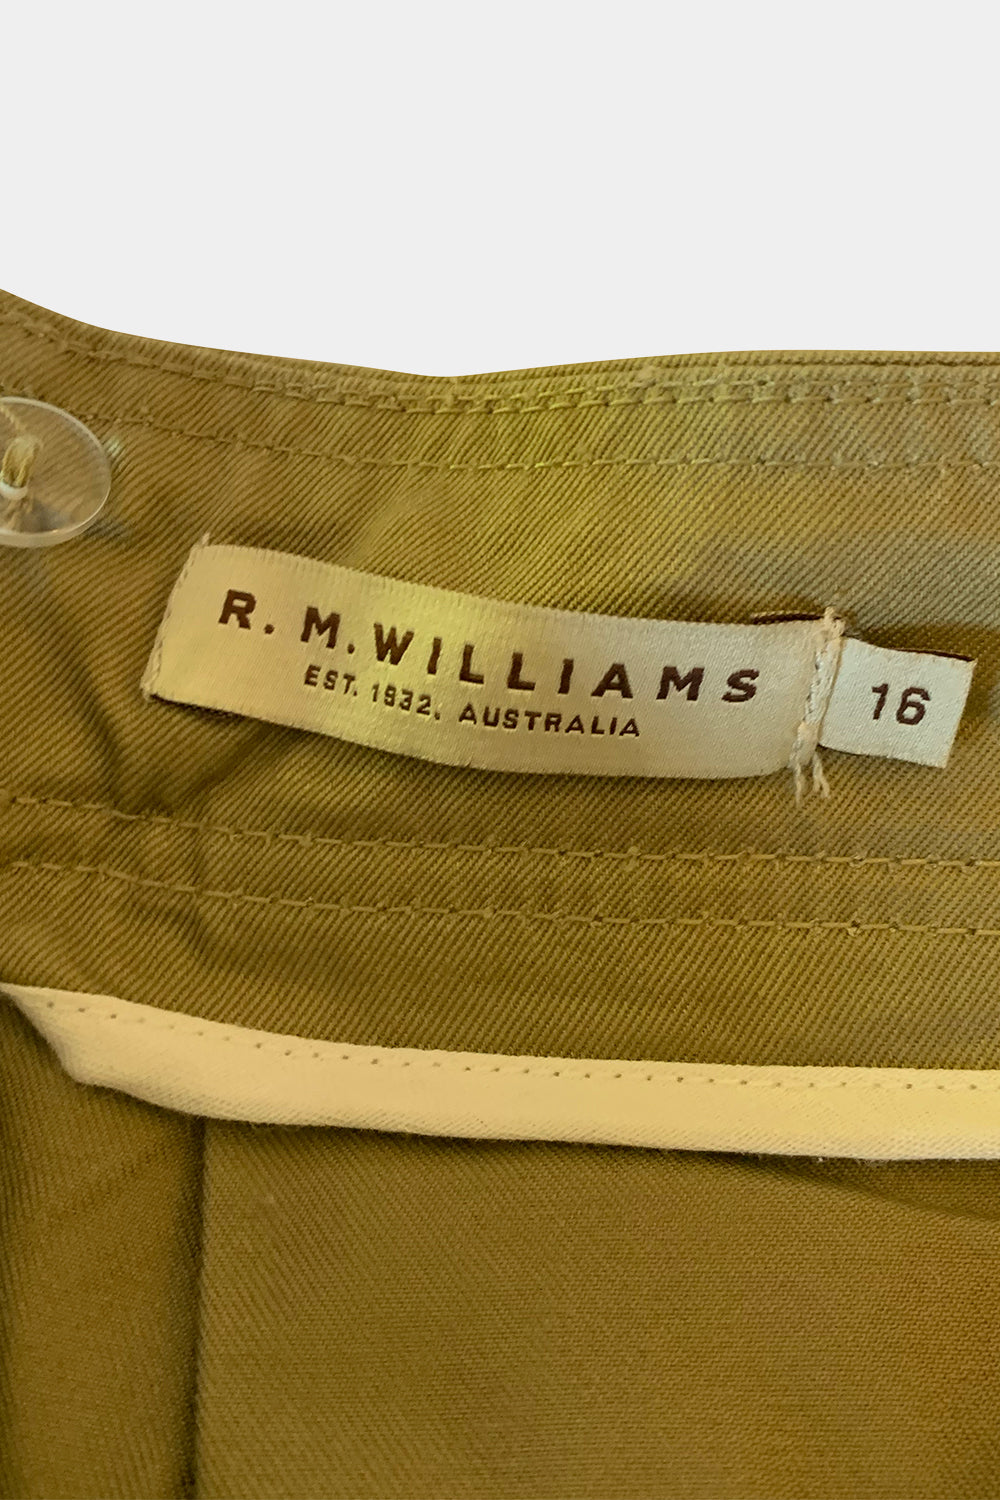 R. M. WILLIAMS
EST. 1932, AUSTRALIA
16